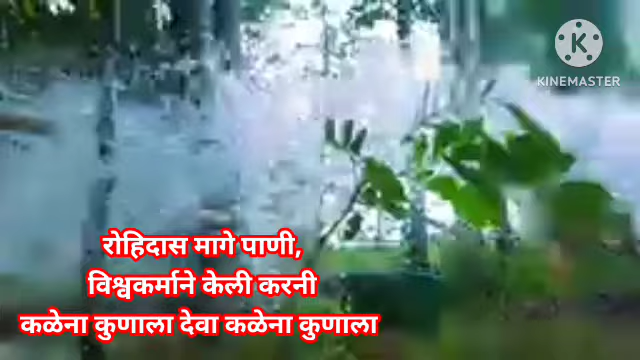 KINEMASTER
रोहिदास मागे पाणी,
विश्वकर्माने केली करनी
कळेना कुणाला देवा कळेना कुणाला